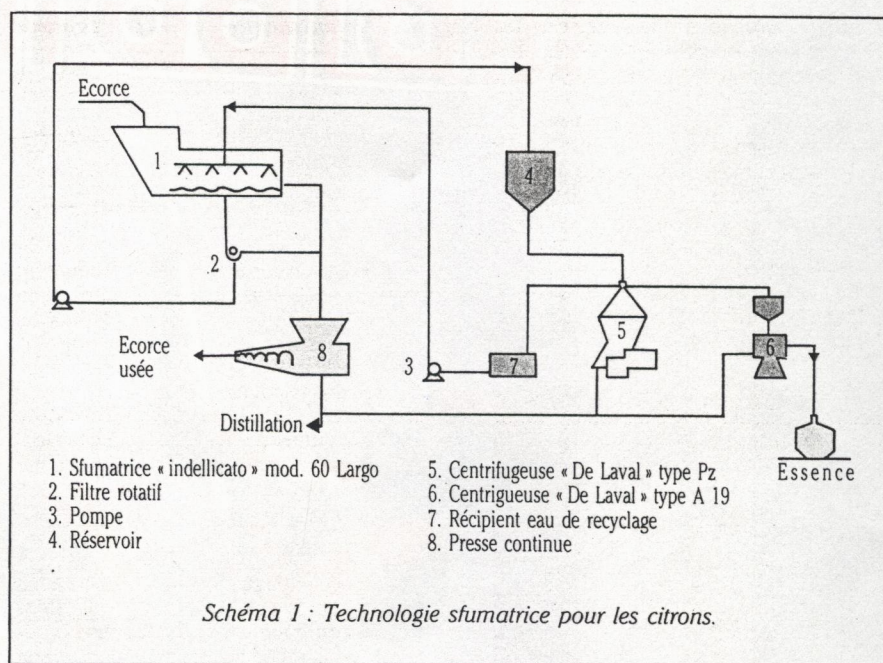 Ecorce
1
2
3
4
5
6
7
8
Ecorce
usée
Distillation
Essence
1. Sfumatrice « indellicato » mod. 60 Largo
2. Filtre rotatif
3. Pompe
4. Réservoir
5. Centrifugeuse « De Laval » type Pz
6. Centrigueuse « De Laval » type A 19
7. Récipient eau de recyclage
8. Presse continue
Schéma 1 : Technologie sfumatrice pour les citrons.